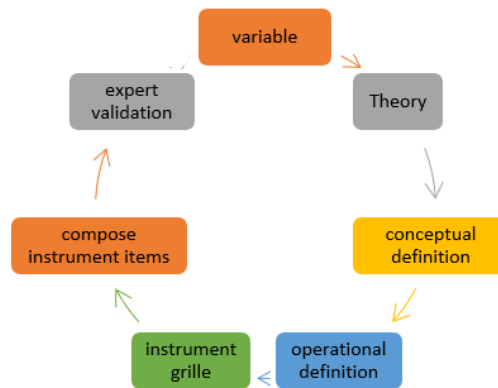 variable
Theory
conceptual
definition
operational
definition
instrument
grille
compose
instrument items
expert
validation